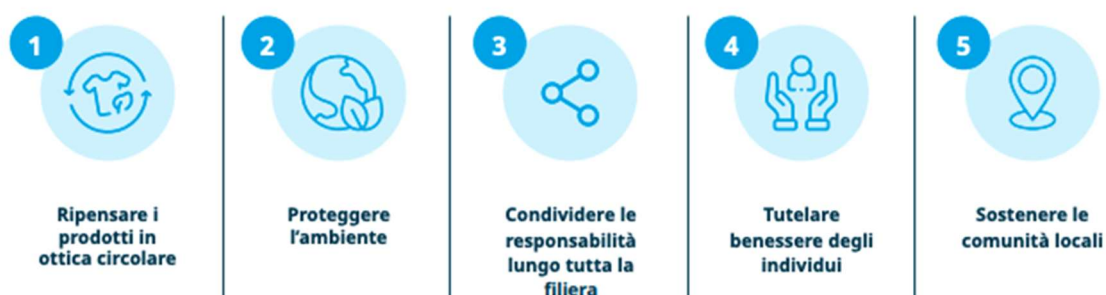 1
Ripensare i
prodotti in
ottica circolare
2
Proteggere
l'ambiente
3
Condividere le
responsabilità
lungo tutta la
filiera
4
Tutelare
benessere degli
individui
5
Sostenere le
comunità locali